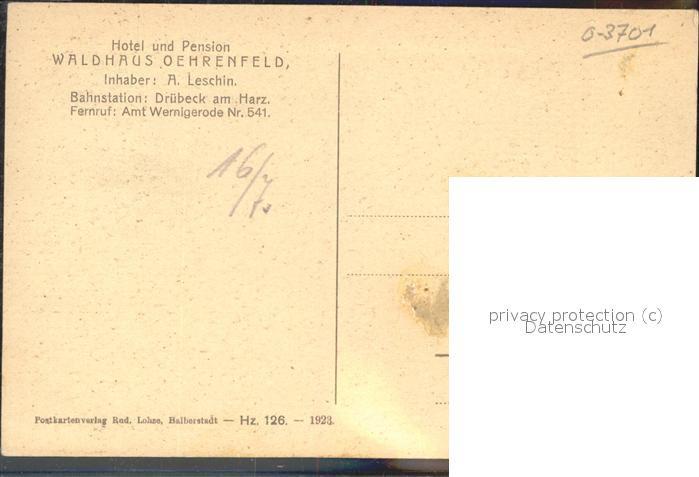 0-3701
Hotel und Pension
WALDHAUS OEHRENFELD,
Inhaber: A. Leschin.
Bahnstation: Drübeck am Harz.
Fernruf: Amt Wernigerode Nr. 541.
16/7
privacy protection (c)
Datenschutz
Postkartenverlag Rud. Lohse, Halberstadt — Hz. 126. — 1923.